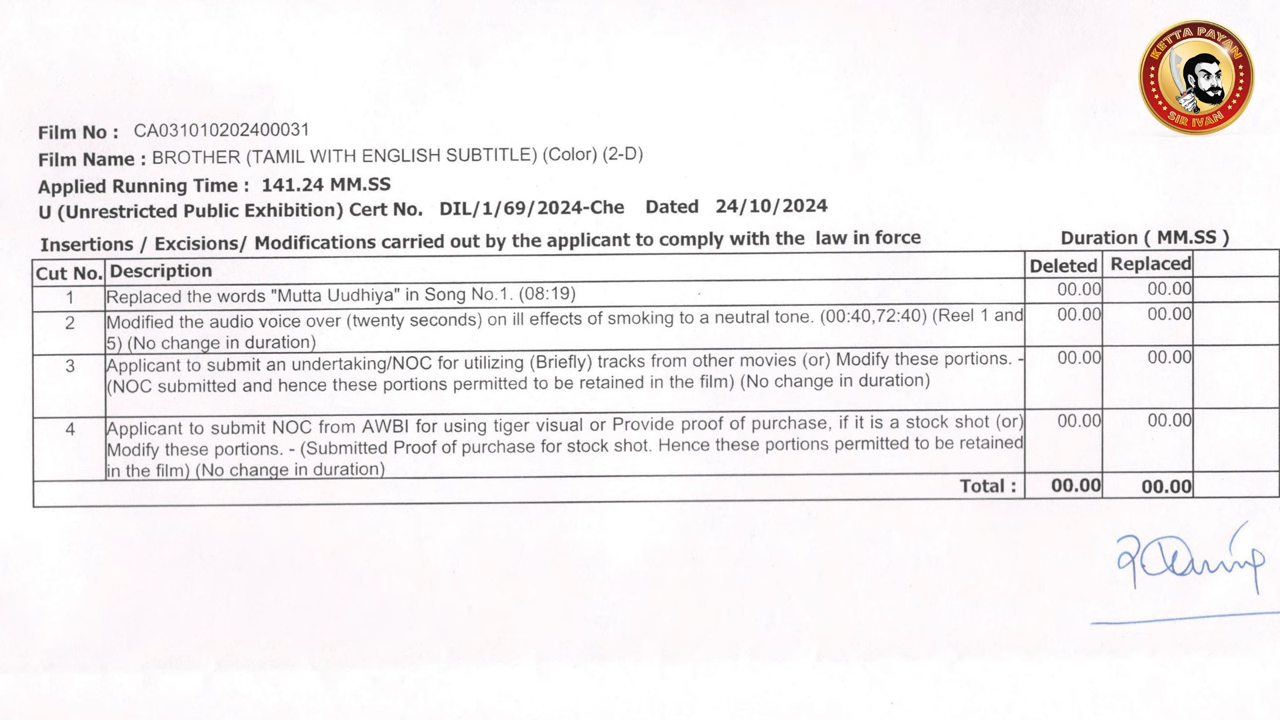 KETTA PAYAN
SIR IVAN
Film No : CA031010202400031
Film Name : BROTHER (TAMIL WITH ENGLISH SUBTITLE) (Color) (2-D)
Applied Running Time : 141.24 MM.SS
U (Unrestricted Public Exhibition) Cert No. DIL/1/69/2024-Che Dated 24/10/2024
Insertions / Excisions/ Modifications carried out by the applicant to comply with the law in force Duration ( MM.SS )
Cut No. Description Deleted Replaced
1 Replaced the words "Mutta Uudhiya" in Song No.1. (08:19) 00.00 00.00
2 Modified the audio voice over (twenty seconds) on ill effects of smoking to a neutral tone. (00:40,72:40) (Reel 1 and 00.00 00.00
5) (No change in duration)
3 Applicant to submit an undertaking/NOC for utilizing (Briefly) tracks from other movies (or) Modify these portions. - 00.00 00.00
(NOC submitted and hence these portions permitted to be retained in the film) (No change in duration)
4 Applicant to submit NOC from AWBI for using tiger visual or Provide proof of purchase, if it is a stock shot (or) 00.00 00.00
Modify these portions. - (Submitted Proof of purchase for stock shot. Hence these portions permitted to be retained
in the film) (No change in duration)
Total : 00.00 00.00